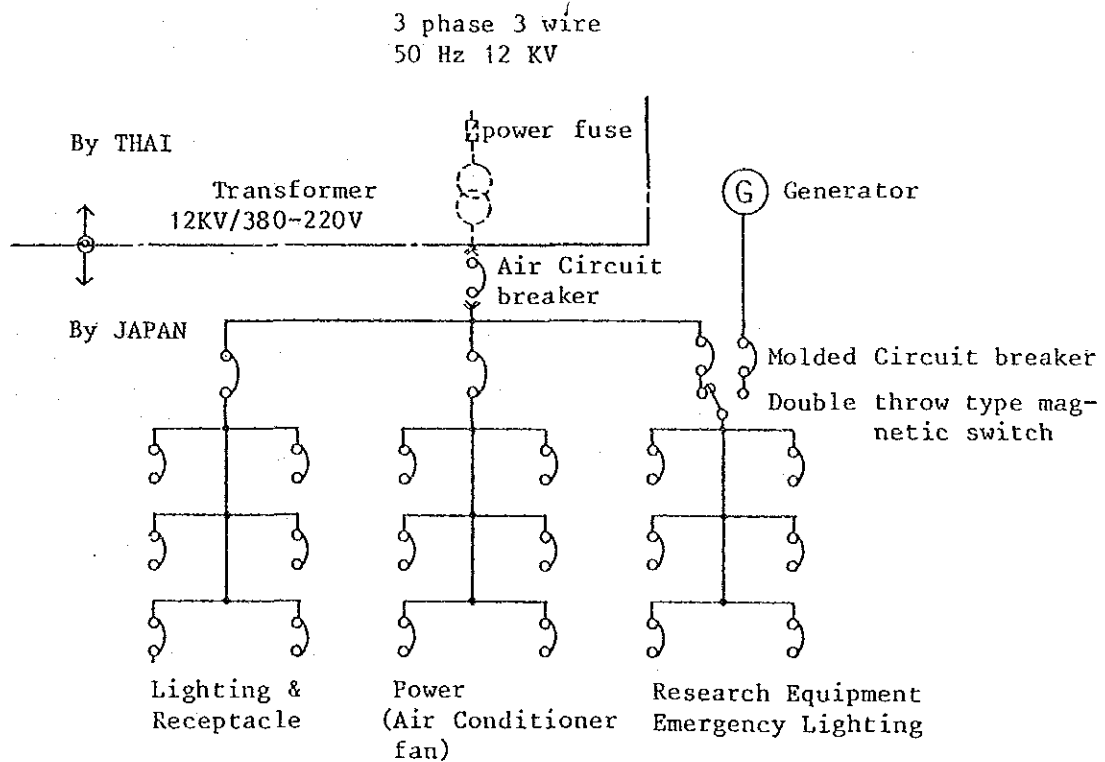 3 phase 3 wire
50 Hz 12 KV
By THAI
power fuse
Transformer
12KV/380~220V
G
Generator
Air Circuit
breaker
By JAPAN
Molded Circuit breaker
Double throw type mag-
netic switch
Lighting &
Receptacle
Power
(Air Conditioner
fan)
Research Equipment
Emergency Lighting